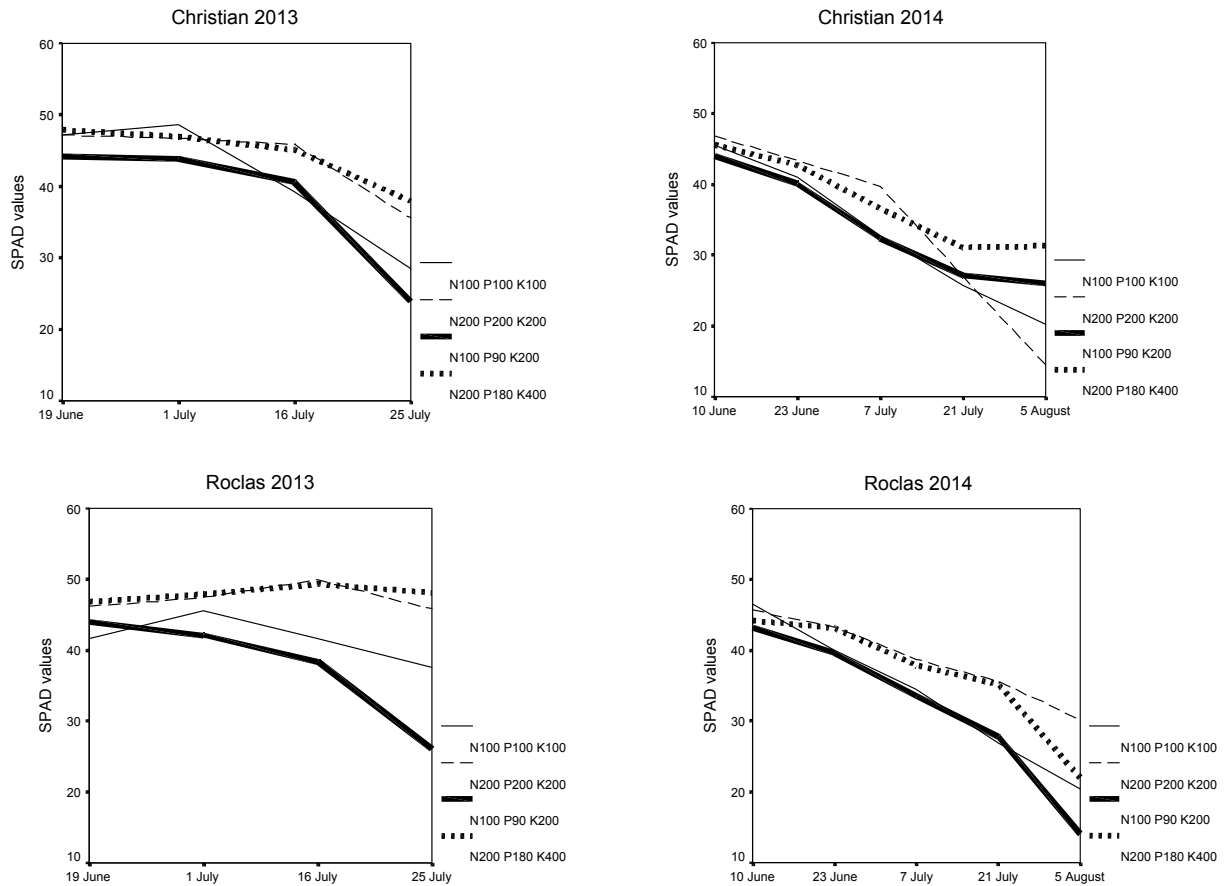 Christian 2013
60
50
40
30
20
10
SPAD values
19 June 1 July 16 July 25 July
N100 P100 K100
N200 P200 K200
N100 P90 K200
N200 P180 K400
Christian 2014
60
50
40
30
20
10
SPAD values
10 June 23 June 7 July 21 July 5 August
N100 P100 K100
N200 P200 K200
N100 P90 K200
N200 P180 K400
Roclas 2013
60
50
40
30
20
10
SPAD values
19 June 1 July 16 July 25 July
N100 P100 K100
N200 P200 K200
N100 P90 K200
N200 P180 K400
Roclas 2014
60
50
40
30
20
10
SPAD values
10 June 23 June 7 July 21 July 5 August
N100 P100 K100
N200 P200 K200
N100 P90 K200
N200 P180 K400